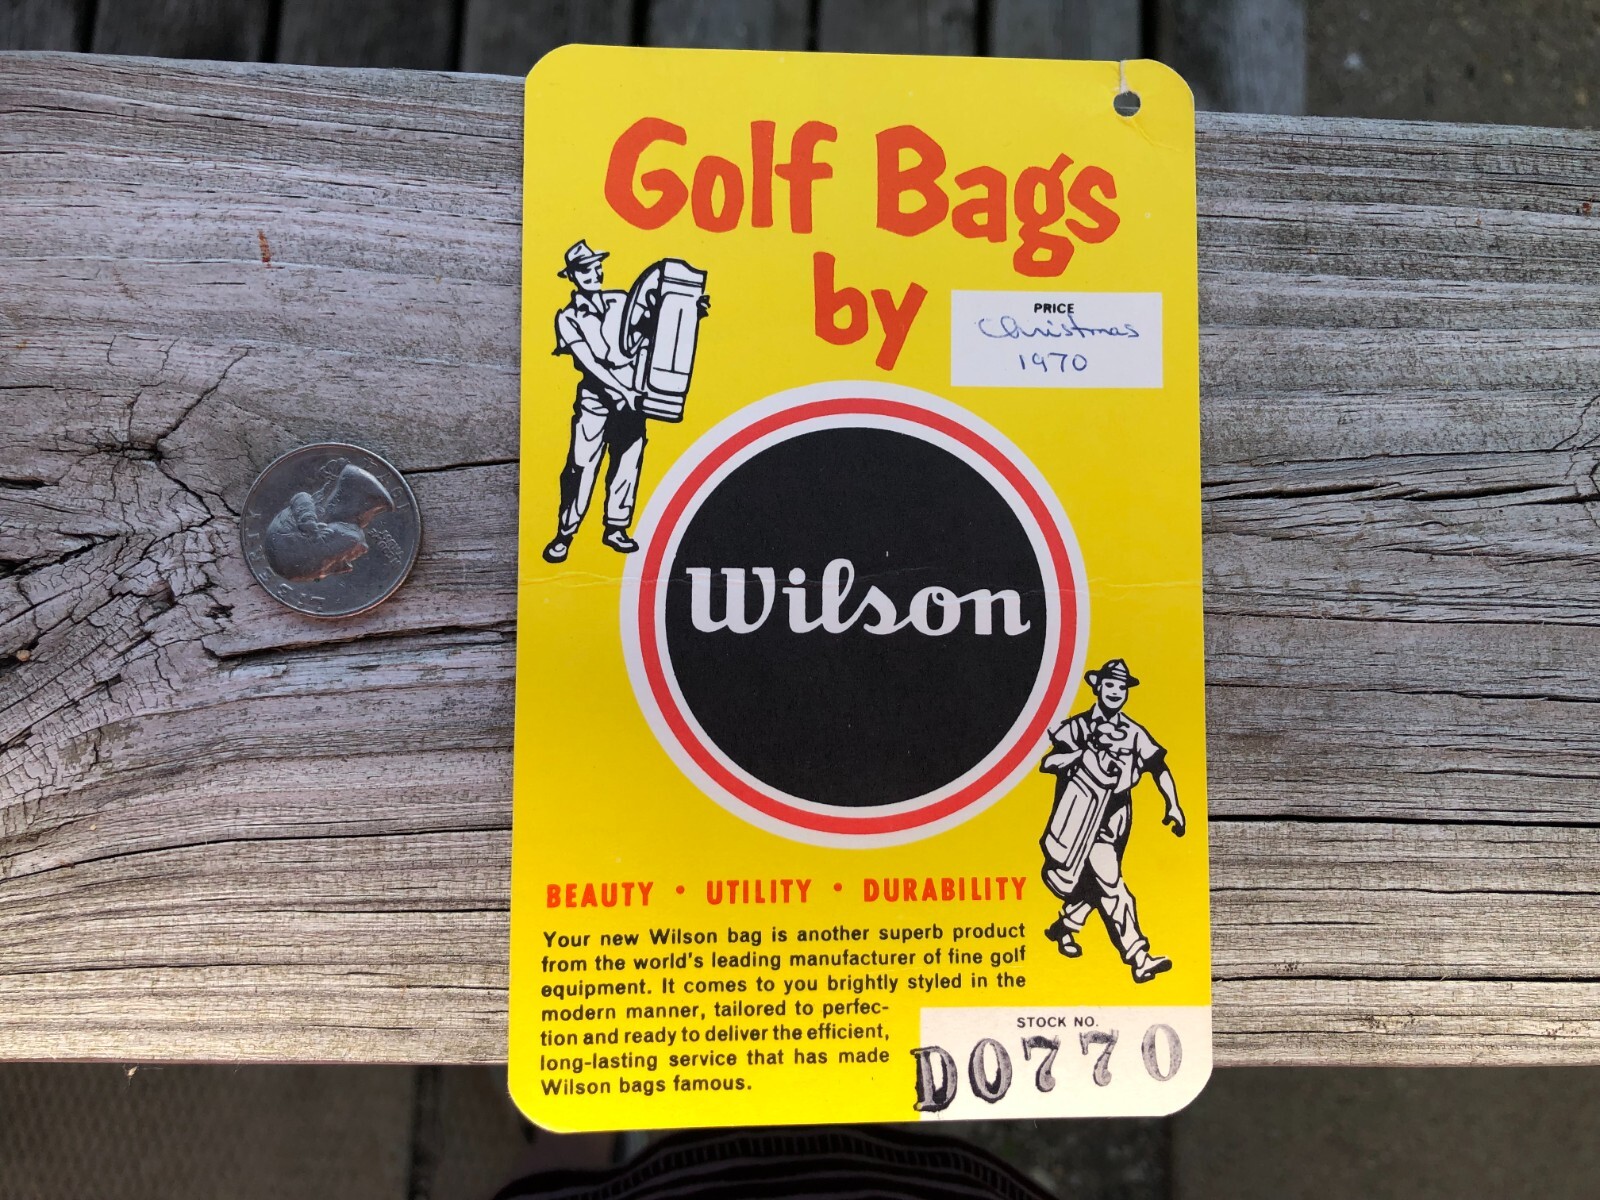 Golf Bags
by
PRICE
Christmas
1970
Wilson
BEAUTY • UTILITY • DURABILITY
Your new Wilson bag is another superb product
from the world's leading manufacturer of fine golf
equipment. It comes to you brightly styled in the
modern manner, tailored to perfec-
tion and ready to deliver the efficient,
long-lasting service that has made
Wilson bags famous.
STOCK NO.
D0770